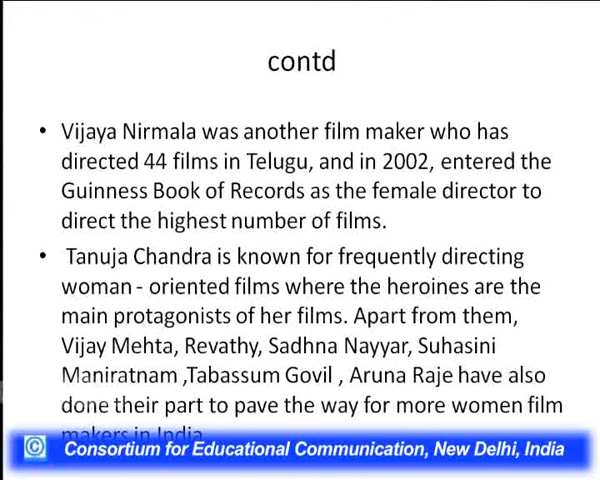 contd
• Vijaya Nirmala was another film maker who has
directed 44 films in Telugu, and in 2002, entered the
Guinness Book of Records as the female director to
direct the highest number of films.
• Tanuja Chandra is known for frequently directing
woman - oriented films where the heroines are the
main protagonists of her films. Apart from them,
Vijay Mehta, Revathy, Sadhna Nayyar, Suhasini
Maniratnam ,Tabassum Govil , Aruna Raje have also
done their part to pave the way for more women film
makers in India
© Consortium for Educational Communication, New Delhi, India